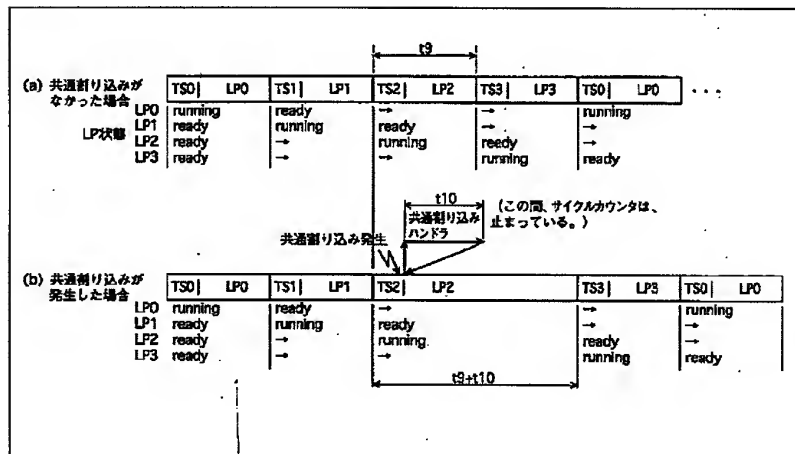 t9
(a) 共通割り込みが
なかった場合
TS0| LP0 TS1| LP1 TS2| LP2 TS3| LP3 TS0| LP0 ・・・
LP状態
LP0 running ready → → running
LP1 ready running ready → →
LP2 ready → running ready →
LP3 ready → → running ready
t10
共通割り込み
ハンドラ
(この間、サイクルカウンタは、
止まっている。)
共通割り込み発生
(b) 共通割り込みが
発生した場合
TS0| LP0 TS1| LP1 TS2| LP2 TS3| LP3 TS0| LP0
LP0 running ready → → running
LP1 ready running ready → →
LP2 ready → running ready →
LP3 ready → → running ready
t9+t10